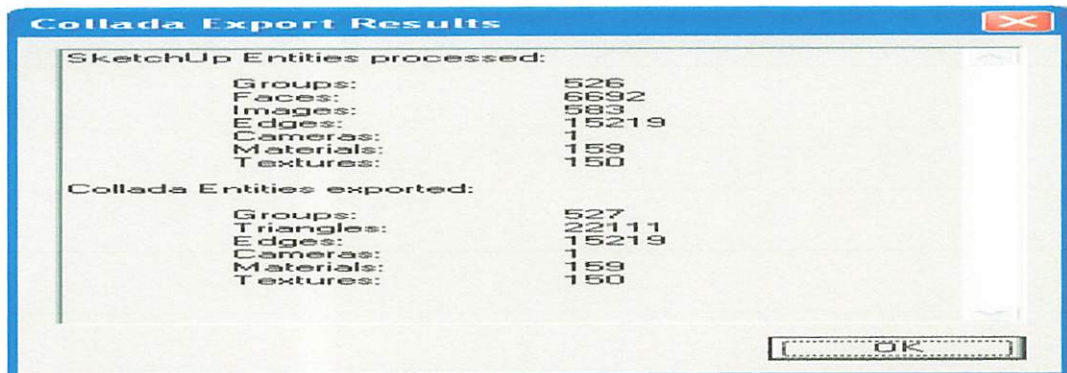 Collada Export Results
SketchUp Entities processed:
Groups: 526
Faces: 6692
Images: 583
Edges: 15219
Cameras: 1
Materials: 159
Textures: 150
Collada Entities exported:
Groups: 527
Triangles: 22111
Edges: 15219
Cameras: 1
Materials: 159
Textures: 150
OK